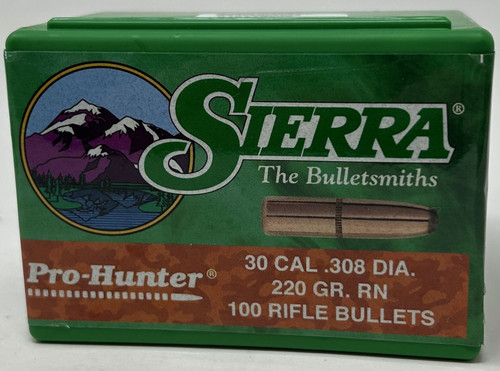 SIERRA®
The Bulletsmiths
Pro-Hunter®
30 CAL .308 DIA.
220 GR. RN
100 RIFLE BULLETS